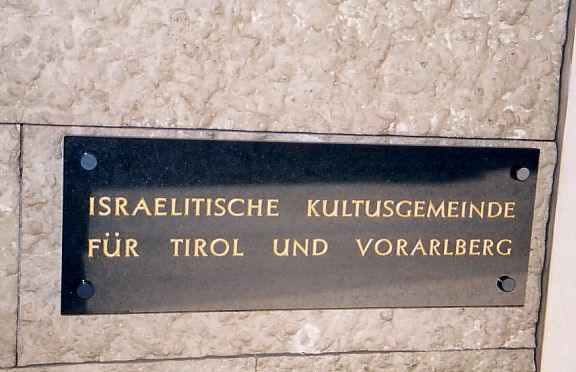 ISRAELITISCHE KULTUSGEMEINDE
FÜR TIROL UND VORARLBERG